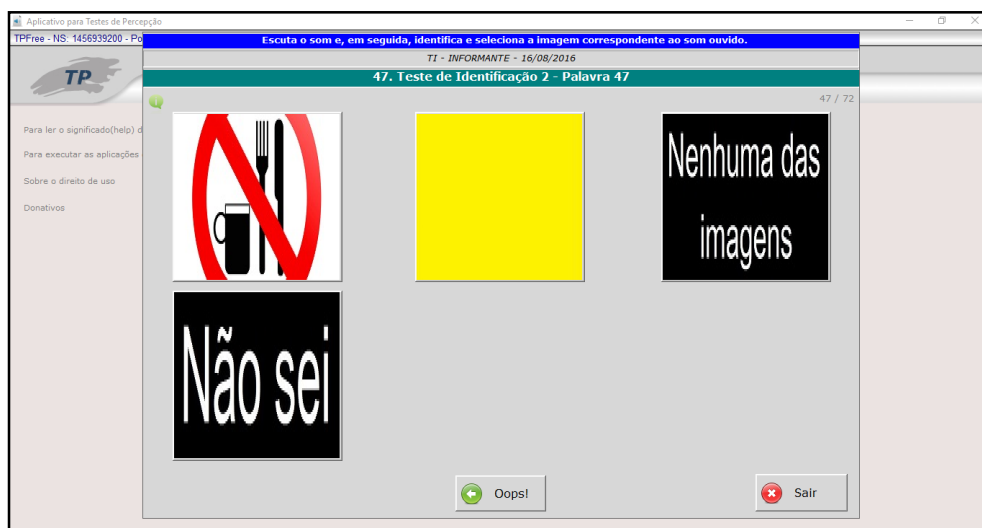 Aplicativo para Testes de Percepção
TPFree - NS: 1456939200 - Po
Escuta o som e, em seguida, identifica e seleciona a imagem correspondente ao som ouvido.
TI - INFORMANTE - 16/08/2016
47. Teste de Identificação 2 - Palavra 47
TP
47 / 72
Para ler o significado(help) d
Para executar as aplicações
Sobre o direito de uso
Donativos
Nenhuma das
imagens
Não sei
Oops!
Sair